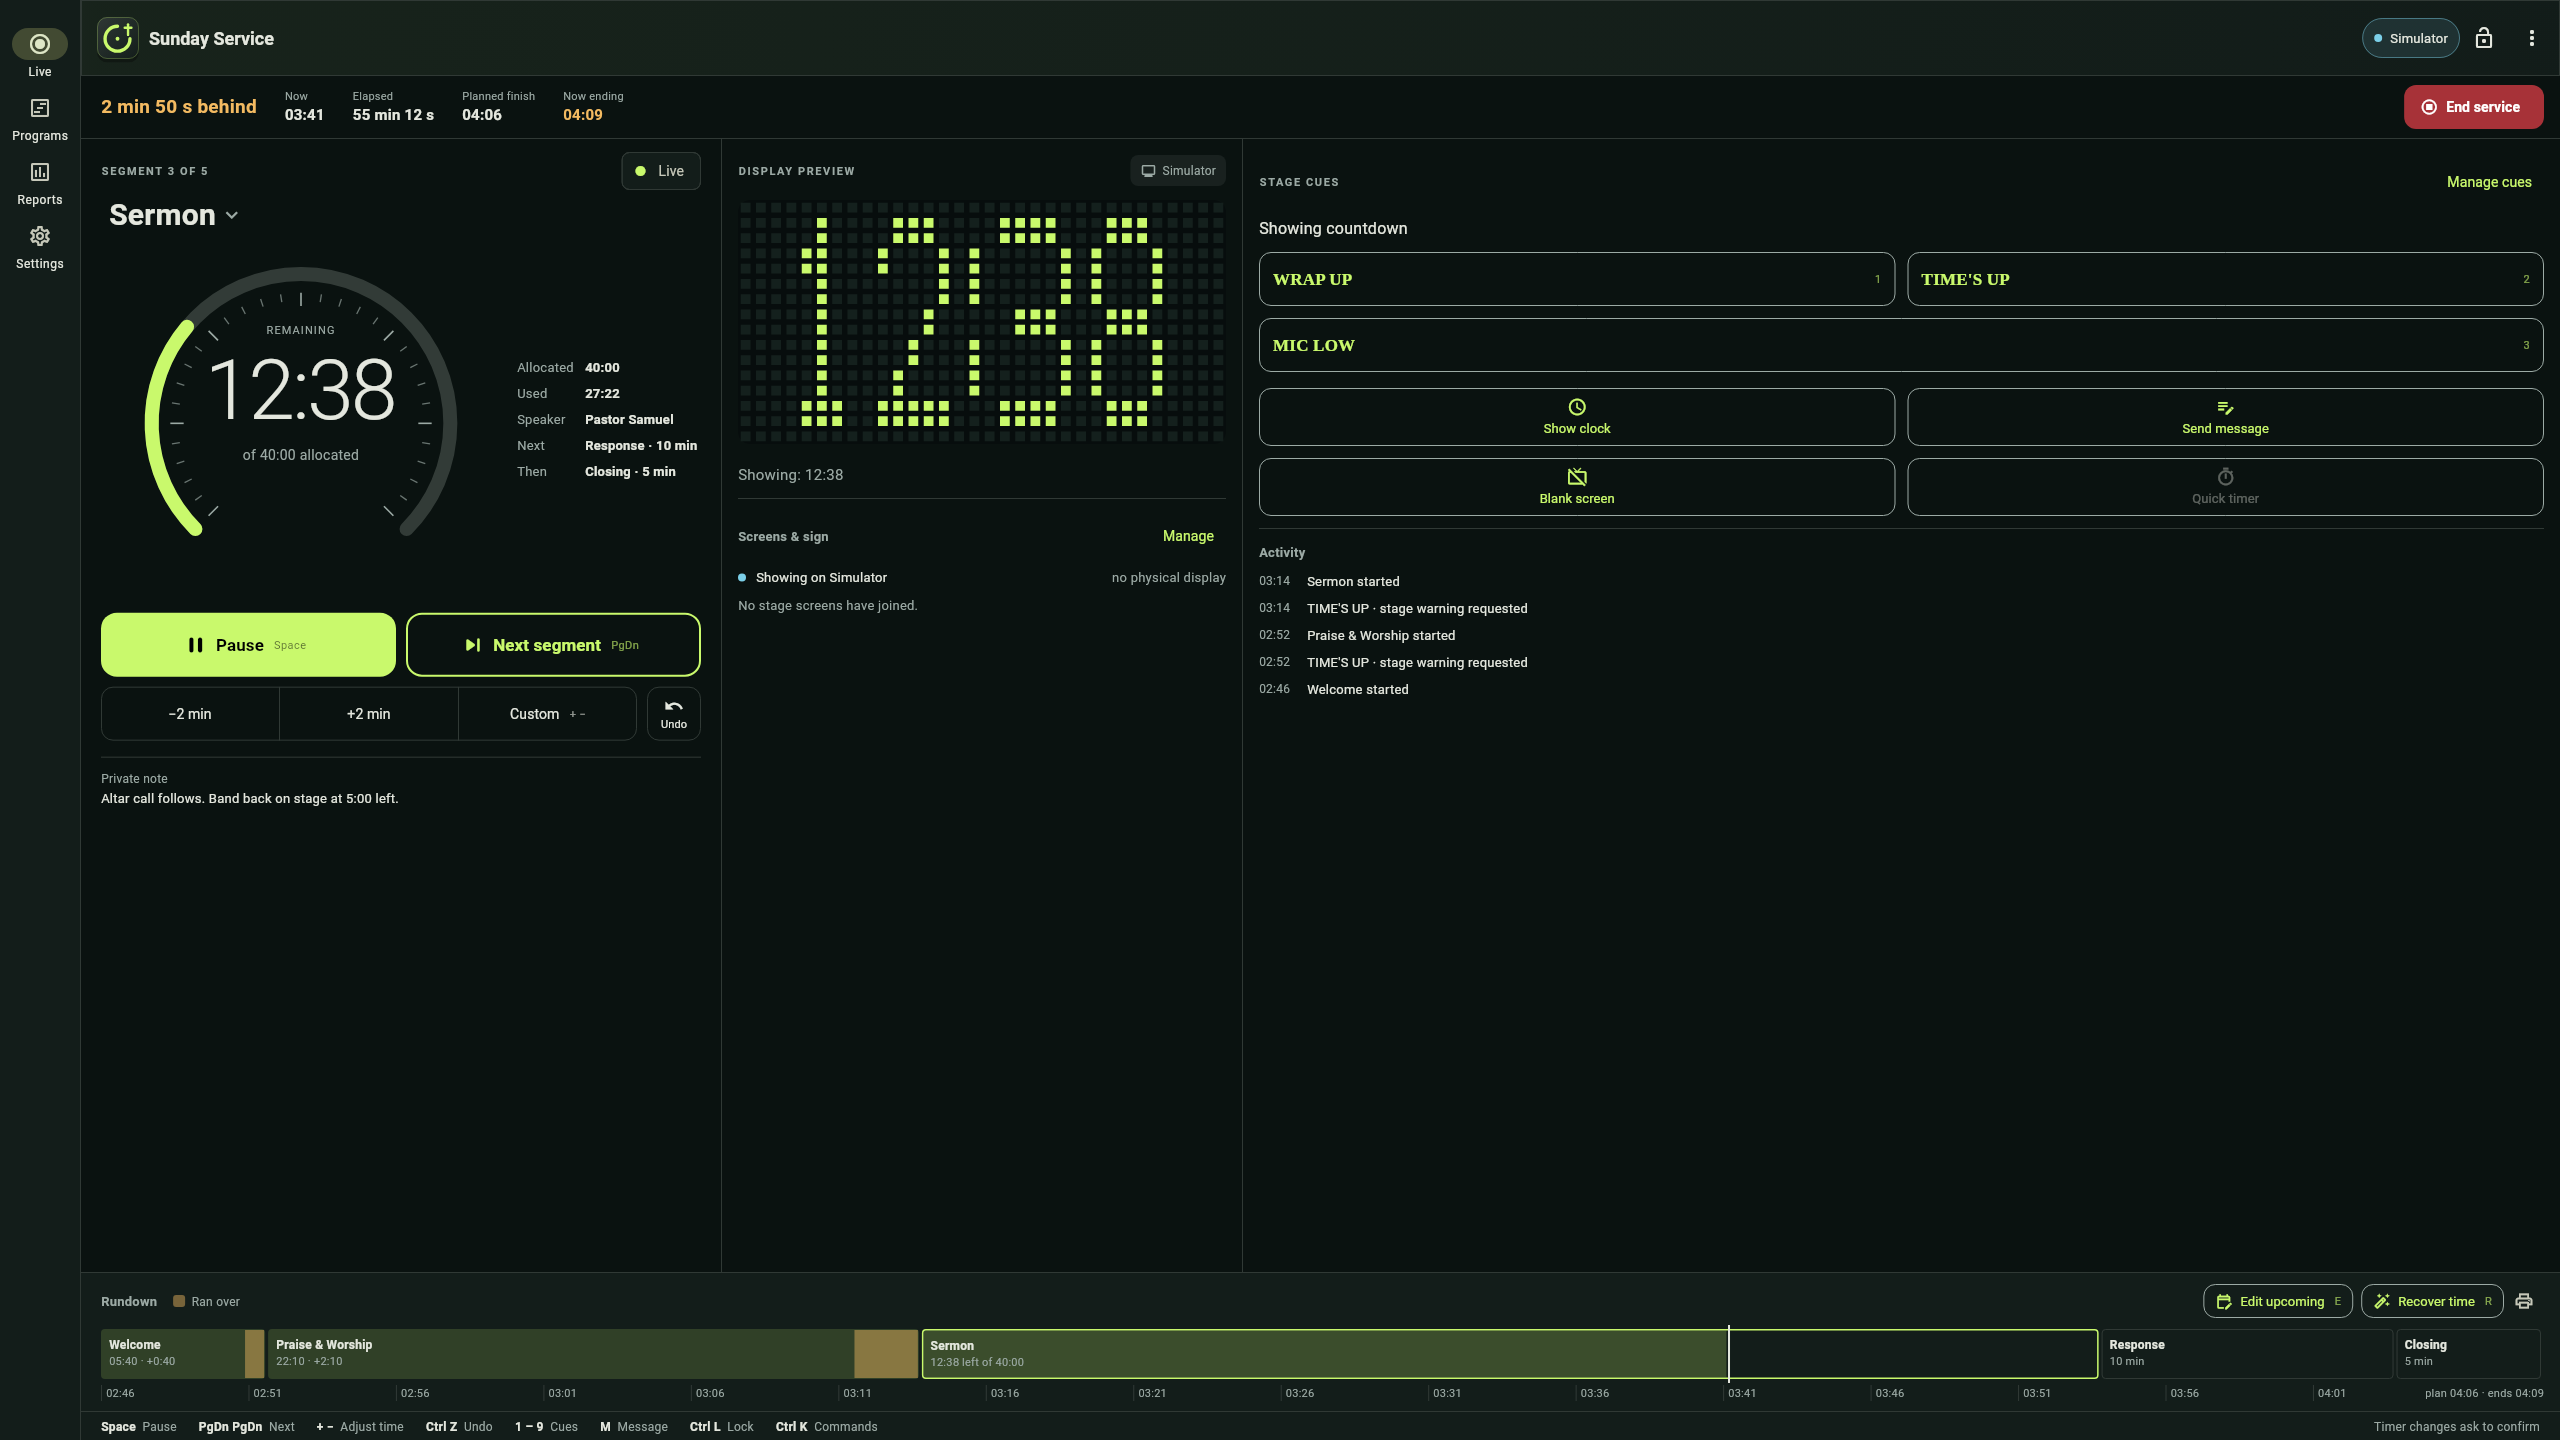 Live
Programs
Reports
Settings
Sunday Service
Simulator
2 min 50 s behind
Now
03:41
Elapsed
55 min 12 s
Planned finish
04:06
Now ending
04:09
End service
SEGMENT 3 OF 5
Live
Sermon
REMAINING
12:38
of 40:00 allocated
Allocated 40:00
Used 27:22
Speaker Pastor Samuel
Next Response · 10 min
Then Closing · 5 min
Pause Space
Next segment PgDn
−2 min
+2 min
Custom + −
Undo
Private note
Altar call follows. Band back on stage at 5:00 left.
DISPLAY PREVIEW
Simulator
1238
Showing: 12:38
Screens & sign
Manage
Showing on Simulator
no physical display
No stage screens have joined.
STAGE CUES
Manage cues
Showing countdown
WRAP UP 1
TIME'S UP 2
MIC LOW 3
Show clock
Send message
Blank screen
Quick timer
Activity
03:14 Sermon started
03:14 TIME'S UP · stage warning requested
02:52 Praise & Worship started
02:52 TIME'S UP · stage warning requested
02:46 Welcome started
Rundown
Ran over
Edit upcoming E
Recover time R
Welcome
05:40 · +0:40
Praise & Worship
22:10 · +2:10
Sermon
12:38 left of 40:00
Response
10 min
Closing
5 min
02:46 02:51 02:56 03:01 03:06 03:11 03:16 03:21 03:26 03:31 03:36 03:41 03:46 03:51 03:56 04:01 plan 04:06 · ends 04:09
Space Pause PgDn PgDn Next + − Adjust time Ctrl Z Undo 1 – 9 Cues M Message Ctrl L Lock Ctrl K Commands
Timer changes ask to confirm